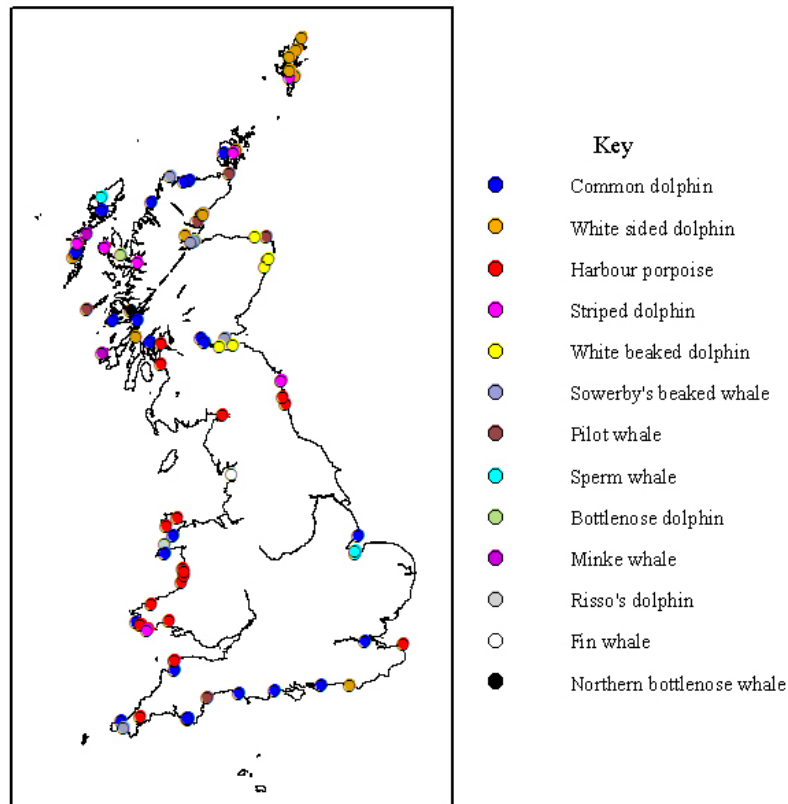 Key
Common dolphin
White sided dolphin
Harbour porpoise
Striped dolphin
White beaked dolphin
Sowerby's beaked whale
Pilot whale
Sperm whale
Bottlenose dolphin
Minke whale
Risso's dolphin
Fin whale
Northern bottlenose whale